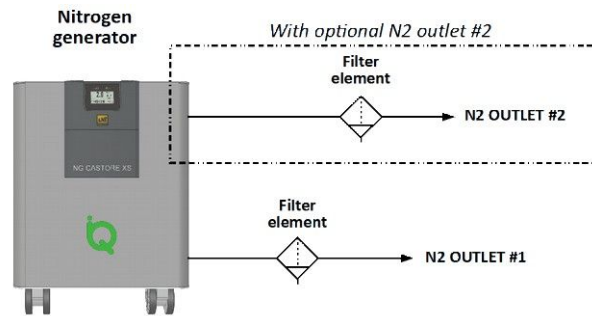 Nitrogen
generator
With optional N2 outlet #2
Filter
element
N2 OUTLET #2
NG CASTORE XS
Filter
element
N2 OUTLET #1